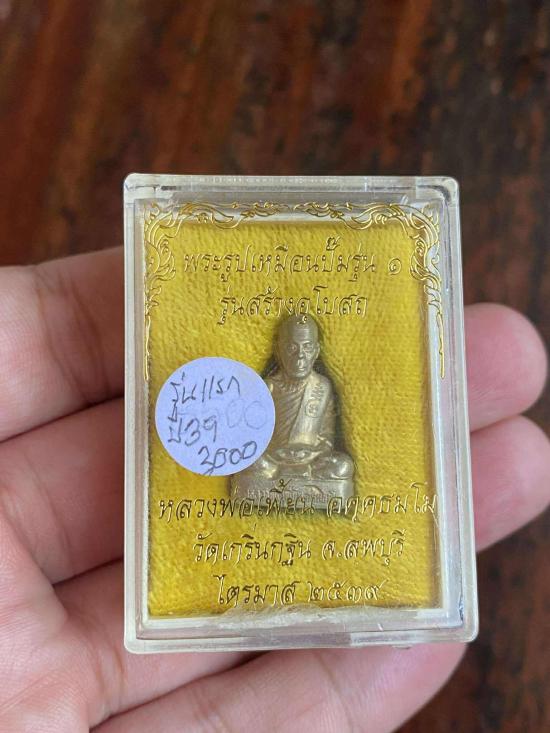 พระรูปเหมือนปั๊มรุ่น ๑
รุ่นสร้างอุโบสถ
รุ่นแรก
ปี39
2500
หลวงพ่อเพี้ยน อคฺคธมฺโม
วัดเกริ่นกฐิน จ.ลพบุรี
ไตรมาส ๒๕๓๙